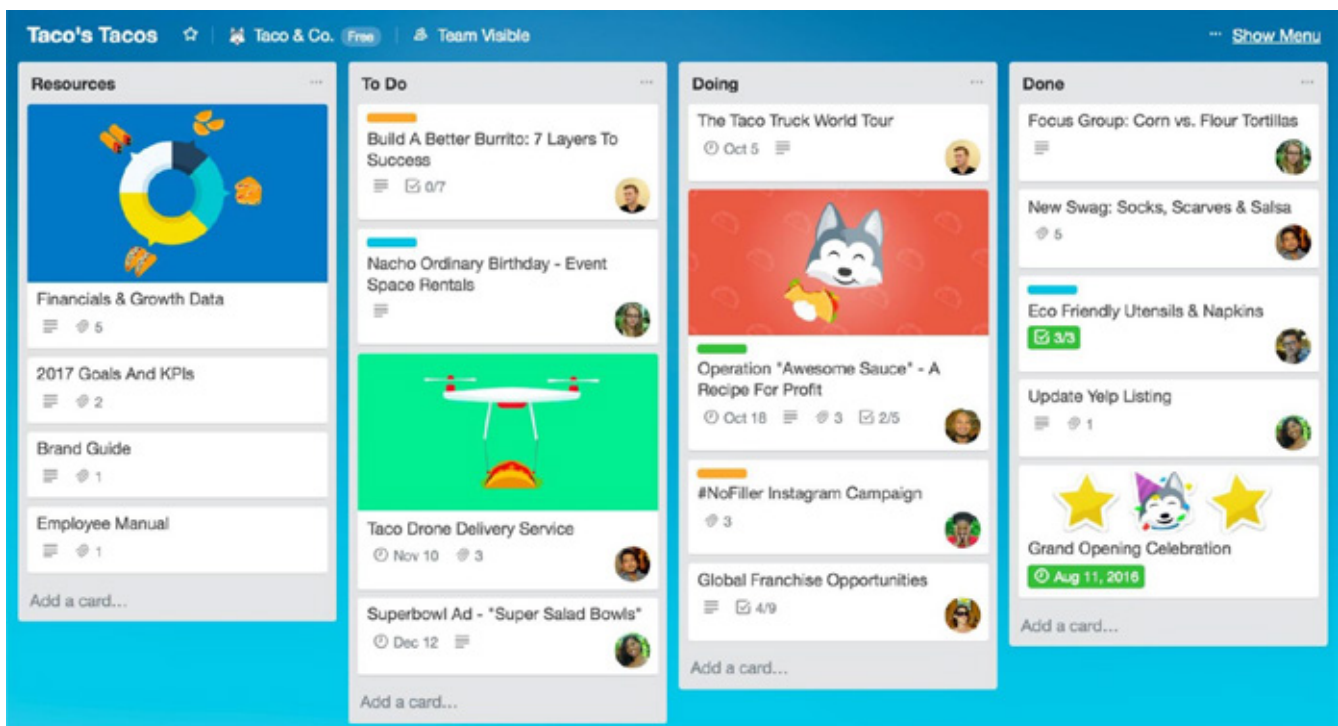 Taco's Tacos
Taco & Co. Free
Team Visible
... Show Menu
Resources
Financials & Growth Data
5
2017 Goals And KPIs
2
Brand Guide
1
Employee Manual
1
Add a card...
To Do
Build A Better Burrito: 7 Layers To
Success
0/7
Nacho Ordinary Birthday - Event
Space Rentals
Taco Drone Delivery Service
Nov 10 3
Superbowl Ad - "Super Salad Bowls"
Dec 12
Add a card...
Doing
The Taco Truck World Tour
Oct 5
Operation "Awesome Sauce" - A
Recipe For Profit
Oct 18 3 2/5
#NoFiller Instagram Campaign
3
Global Franchise Opportunities
4/9
Add a card...
Done
Focus Group: Corn vs. Flour Tortillas
New Swag: Socks, Scarves & Salsa
5
Eco Friendly Utensils & Napkins
3/3
Update Yelp Listing
1
Grand Opening Celebration
Aug 11, 2016
Add a card...